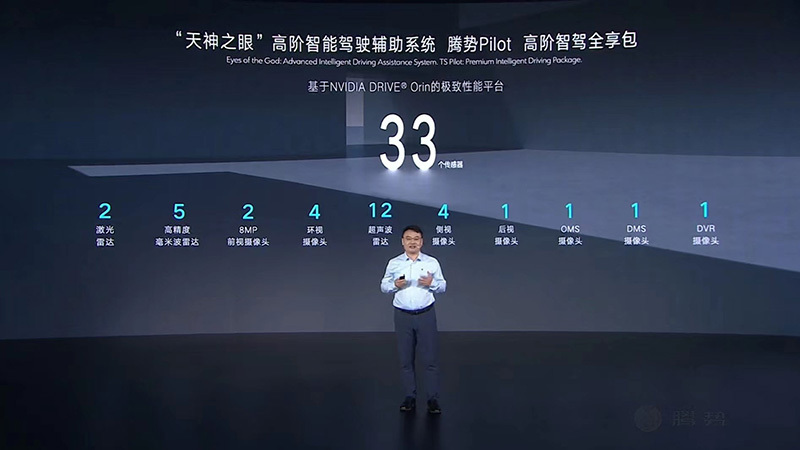 “天神之眼”高阶智能驾驶辅助系统 腾势Pilot 高阶智驾全享包
Eyes of the God: Advanced Intelligent Driving Assistance System. TS Pilot: Premium Intelligent Driving Package.
基于NVIDIA DRIVE® Orin的极致性能平台
33个传感器
2 5 2 4 12 4 1 1 1 1
激光 高精度 8MP 环视 超声波 侧视 后视 OMS DMS DVR
雷达 毫米波雷达 前视摄像头 摄像头 雷达 摄像头 摄像头 摄像头 摄像头 摄像头
腾势